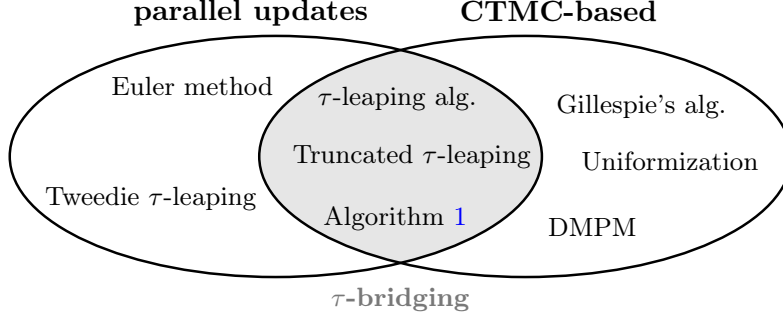 parallel updates
CTMC-based
Euler method
τ-leaping alg.
Gillespie's alg.
Truncated τ-leaping
Uniformization
Tweedie τ-leaping
Algorithm 1
DMPM
τ-bridging